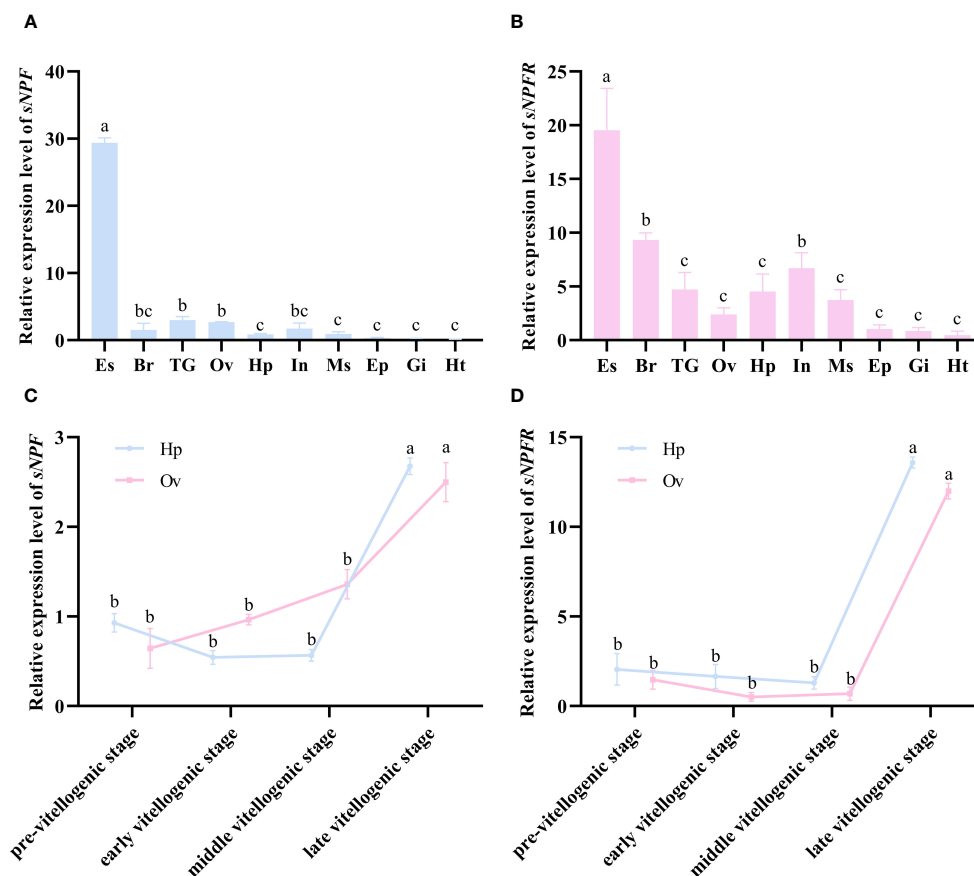 A
Relative expression level of sNPF
40
30
20
10
0
a
bc
b
b
c
bc
c
c
c
c
Es Br TG Ov Hp In Ms Ep Gi Ht
B
Relative expression level of sNPFR
25
20
15
10
5
0
a
b
c
c
c
b
c
c
c
c
Es Br TG Ov Hp In Ms Ep Gi Ht
C
Relative expression level of sNPF
3
2
1
0
Hp
Ov
b
b
b
b
b
b
a
a
pre-vitellogenic stage
early vitellogenic stage
middle vitellogenic stage
late vitellogenic stage
D
Relative expression level of sNPFR
15
10
5
0
Hp
Ov
b
b
b
b
b
b
a
a
pre-vitellogenic stage
early vitellogenic stage
middle vitellogenic stage
late vitellogenic stage